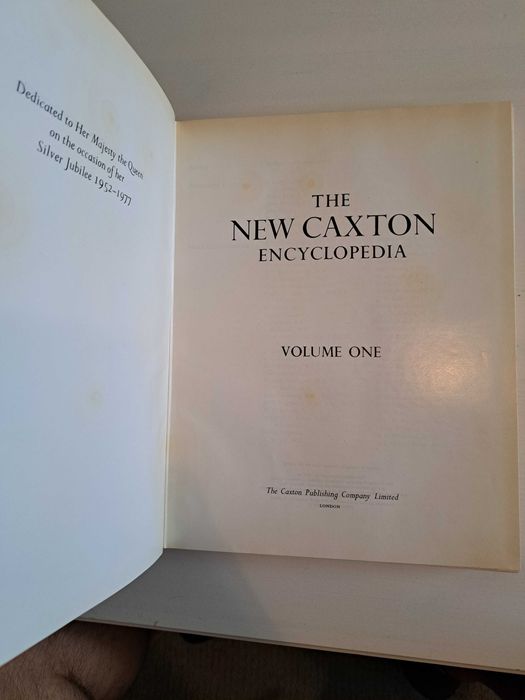 Dedicated to Her Majesty the Queen
on the occasion of her
Silver Jubilee 1952–1977
THE
NEW CAXTON
ENCYCLOPEDIA
VOLUME ONE
The Caxton Publishing Company Limited
LONDON